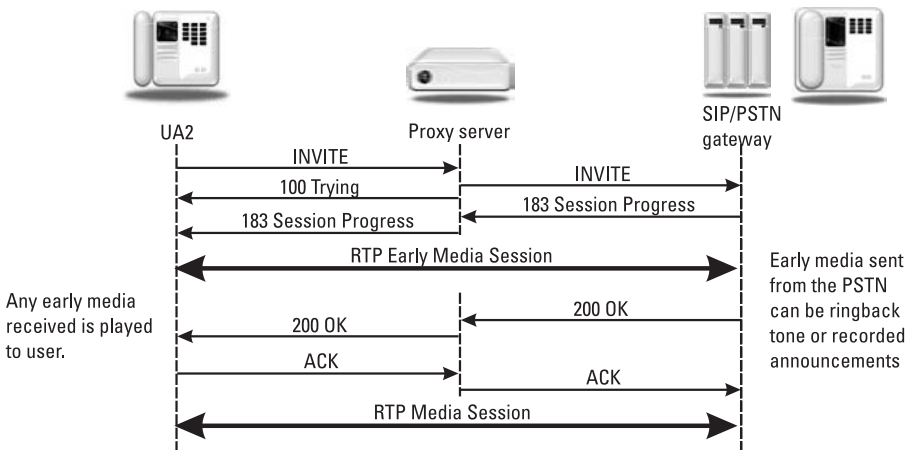 UA2
Proxy server
SIP/PSTN
gateway
INVITE
INVITE
100 Trying
183 Session Progress
183 Session Progress
RTP Early Media Session
Early media sent
from the PSTN
can be ringback
tone or recorded
announcements
Any early media
received is played
to user.
200 OK
200 OK
ACK
ACK
RTP Media Session